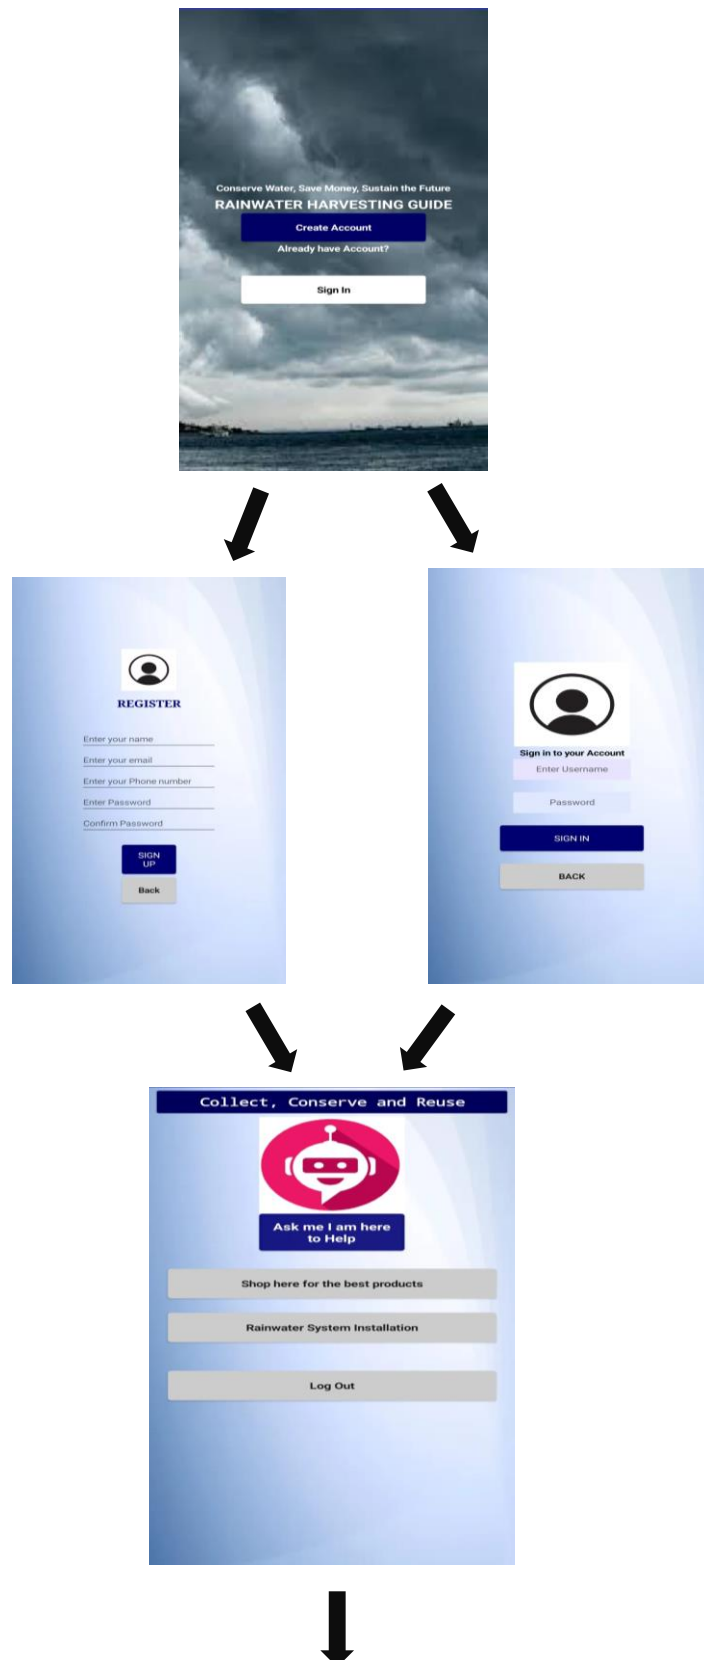 Conserve Water, Save Money, Sustain the Future
RAINWATER HARVESTING GUIDE
Create Account
Already have Account?
Sign In
REGISTER
Enter your name
Enter your email
Enter your Phone number
Enter Password
Confirm Password
SIGN
UP
Back
Sign in to your Account
Enter Username
Password
SIGN IN
BACK
Collect, Conserve and Reuse
Ask me I am here
to Help
Shop here for the best products
Rainwater System Installation
Log Out